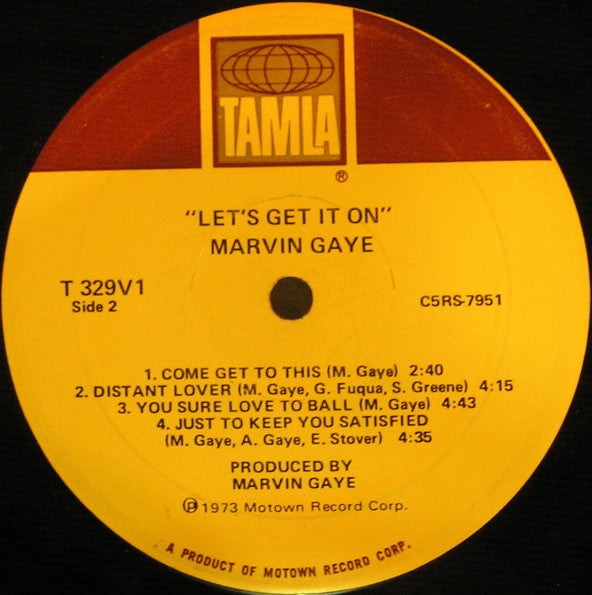 TAMLA
®
"LET'S GET IT ON"
MARVIN GAYE
T 329V1
Side 2
C5RS-7951
1. COME GET TO THIS (M. Gaye) 2:40
2. DISTANT LOVER (M. Gaye, G. Fuqua, S. Greene) 4:15
3. YOU SURE LOVE TO BALL (M. Gaye) 4:43
4. JUST TO KEEP YOU SATISFIED
(M. Gaye, A. Gaye, E. Stover) 4:35
PRODUCED BY
MARVIN GAYE
℗ 1973 Motown Record Corp.
A PRODUCT OF MOTOWN RECORD CORP.